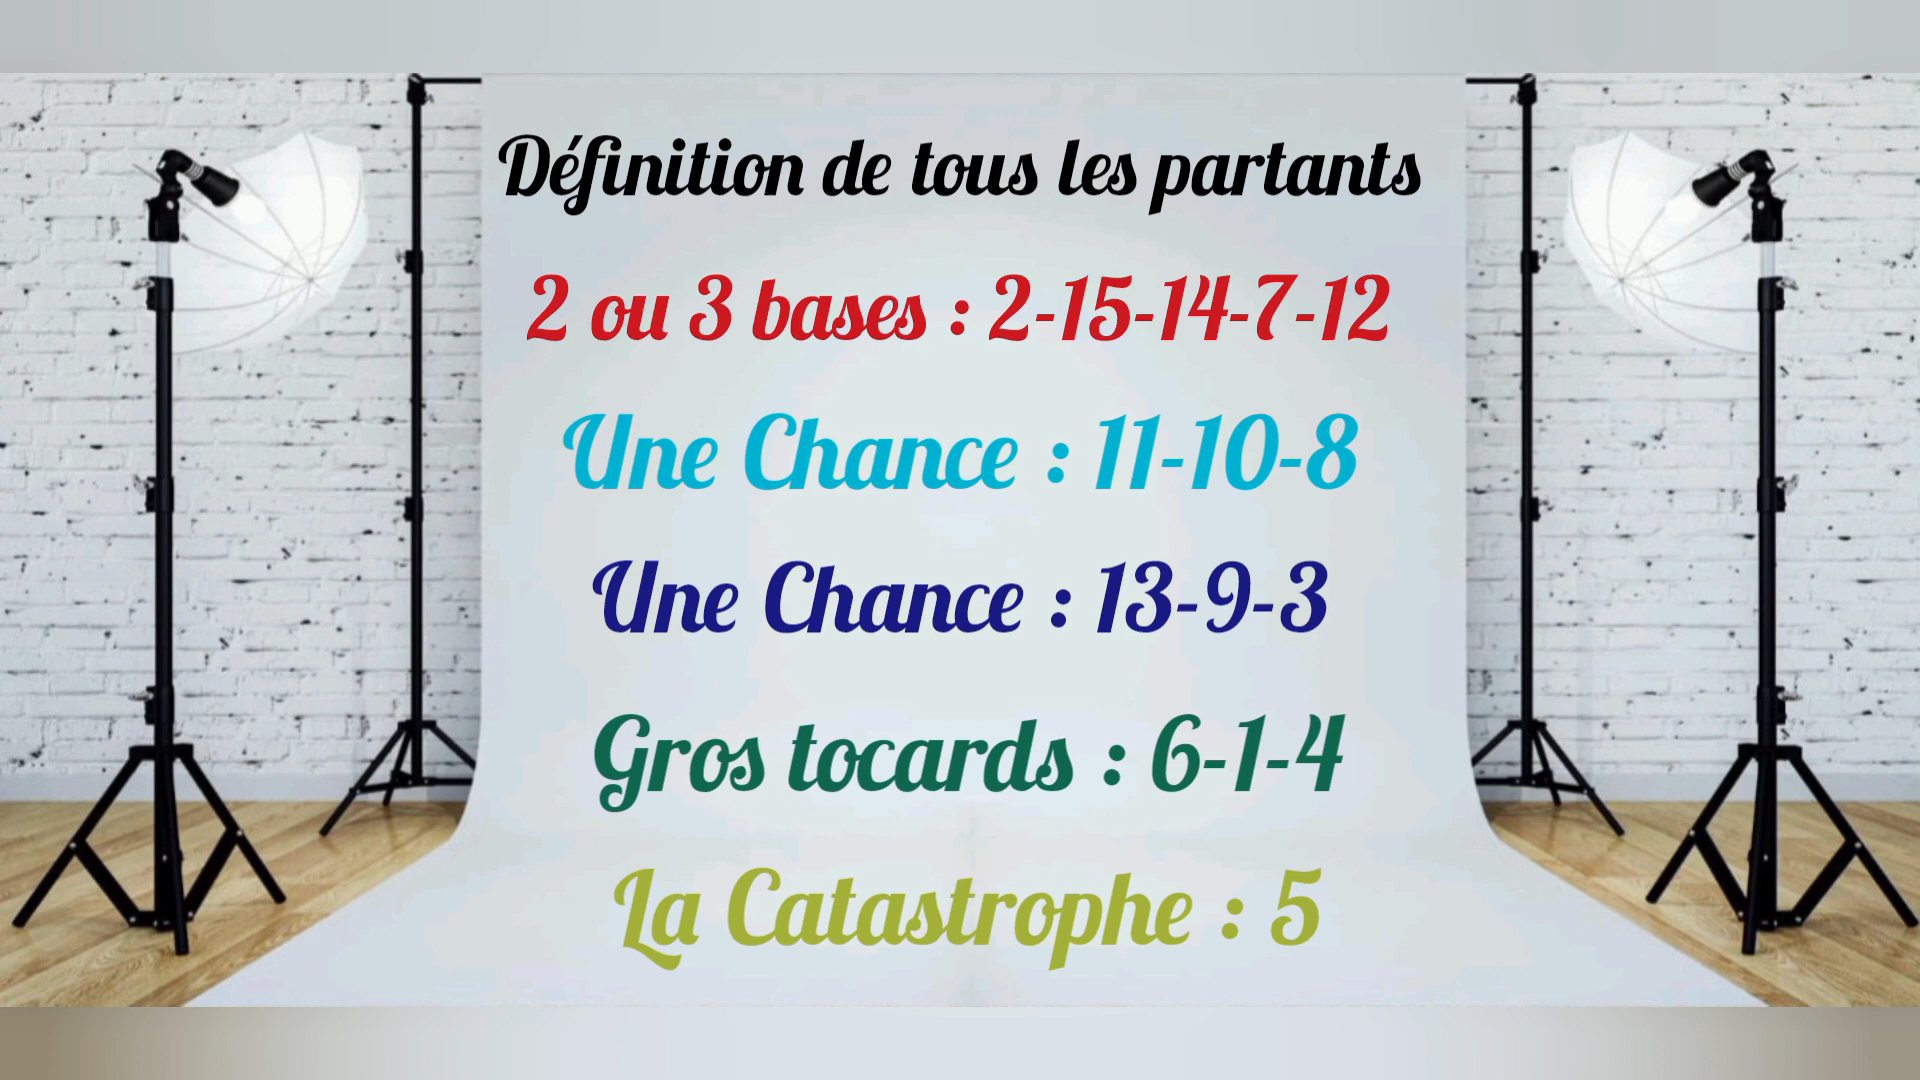 Définition de tous les partants
2 ou 3 bases : 2-15-14-7-12
Une Chance : 11-10-8
Une Chance : 13-9-3
Gros tocards : 6-1-4
La Catastrophe : 5